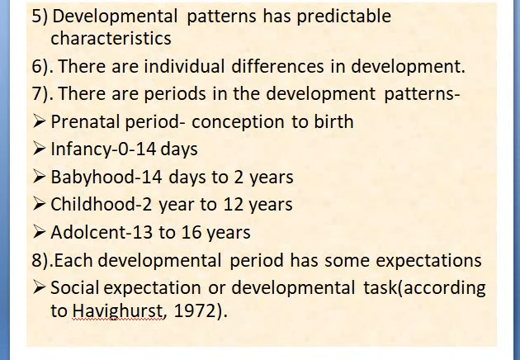 5) Developmental patterns has predictable
characteristics
6). There are individual differences in development.
7). There are periods in the development patterns-
➢ Prenatal period- conception to birth
➢ Infancy-0-14 days
➢ Babyhood-14 days to 2 years
➢ Childhood-2 year to 12 years
➢ Adolcent-13 to 16 years
8).Each developmental period has some expectations
➢ Social expectation or developmental task(according
to Havighurst, 1972).